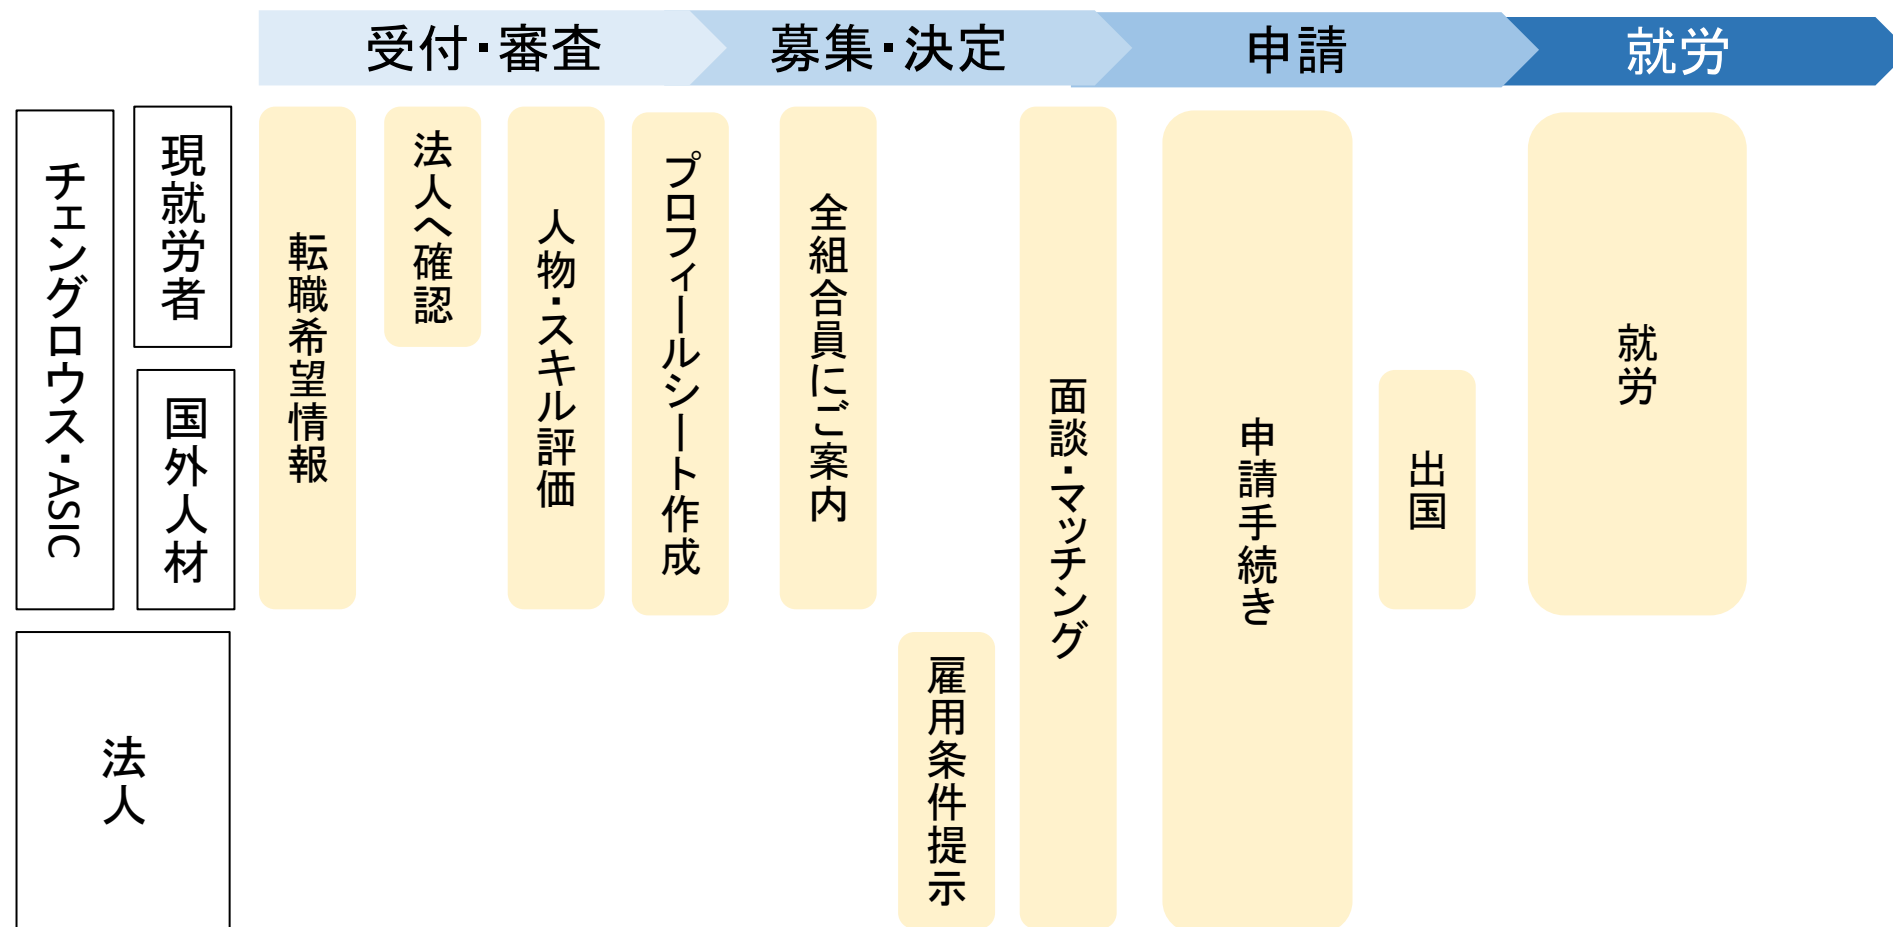 受付・審査
募集・決定
申請
就労
チェングロウス・ASIC
現就労者
国外人材
法人
転職希望情報
法人へ確認
人物・スキル評価
プロフィールシート作成
全組合員にご案内
雇用条件提示
面談・マッチング
申請手続き
出国
就労